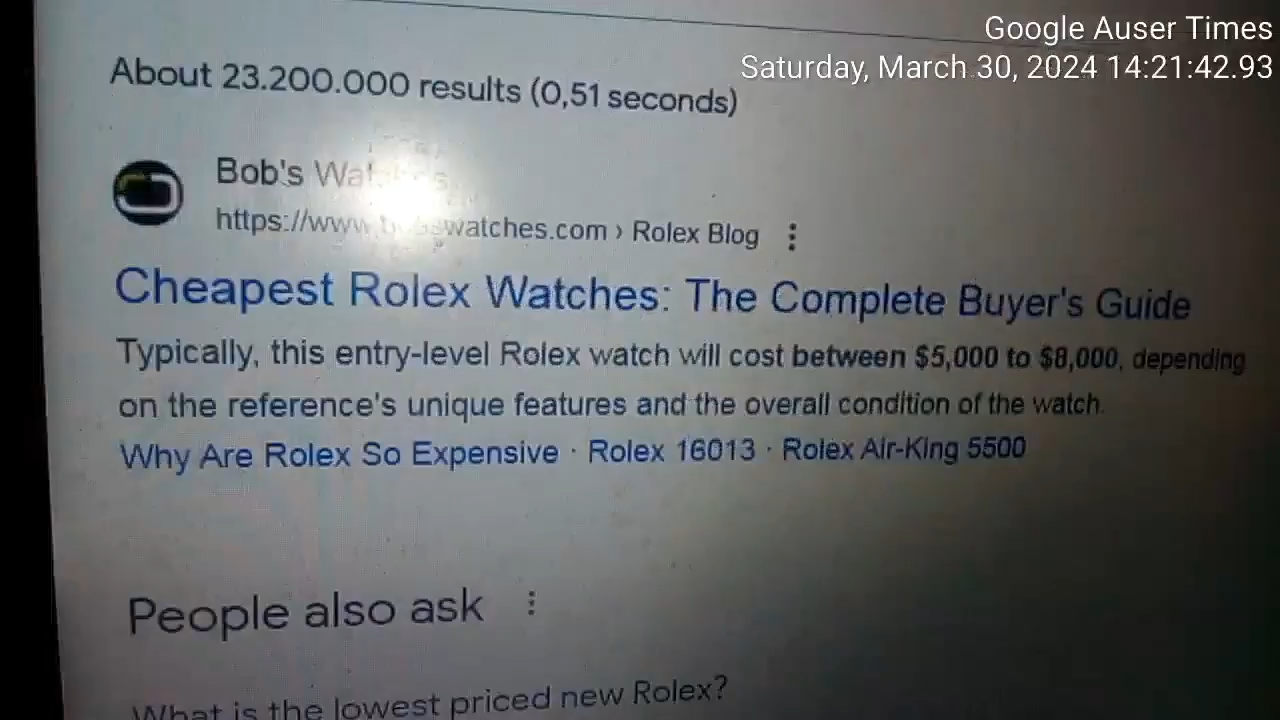 Google Auser Times
Saturday, March 30, 2024 14:21:42.93
About 23.200.000 results (0,51 seconds)
Bob's
https://www watches.com › Rolex Blog
Cheapest Rolex Watches: The Complete Buyer's Guide
Typically, this entry-level Rolex watch will cost between $5,000 to $8,000, depending
on the reference's unique features and the overall condition of the watch.
Why Are Rolex So Expensive · Rolex 16013 · Rolex Air-King 5500
People also ask
What is the lowest priced new Rolex?